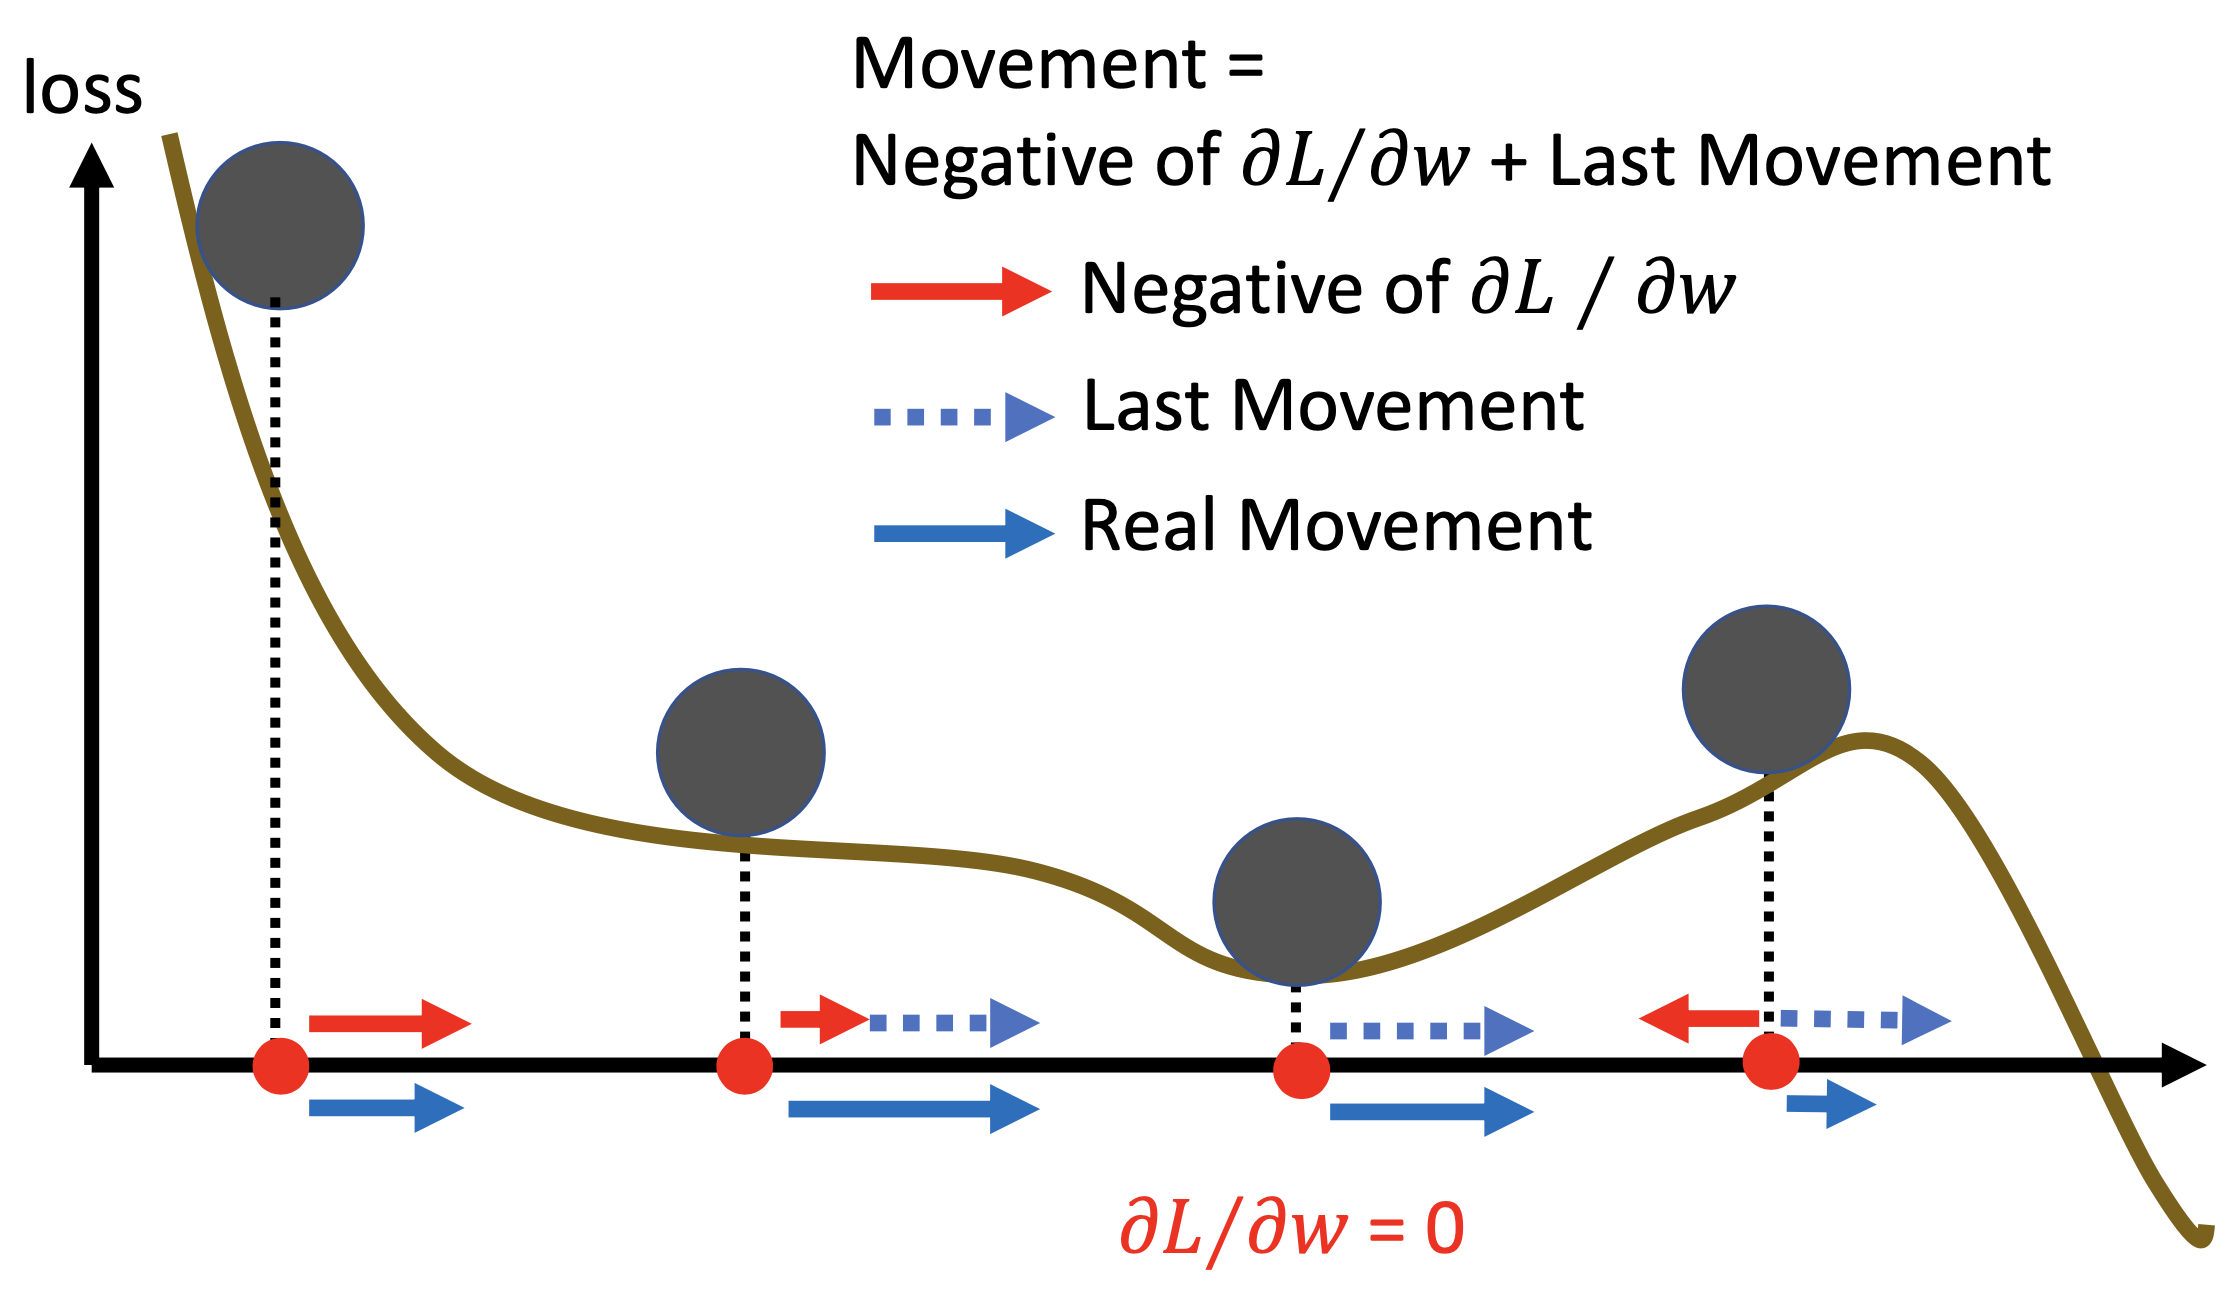 loss
Movement =
Negative of ∂L/∂w + Last Movement
Negative of ∂L / ∂w
Last Movement
Real Movement
∂L/∂w = 0